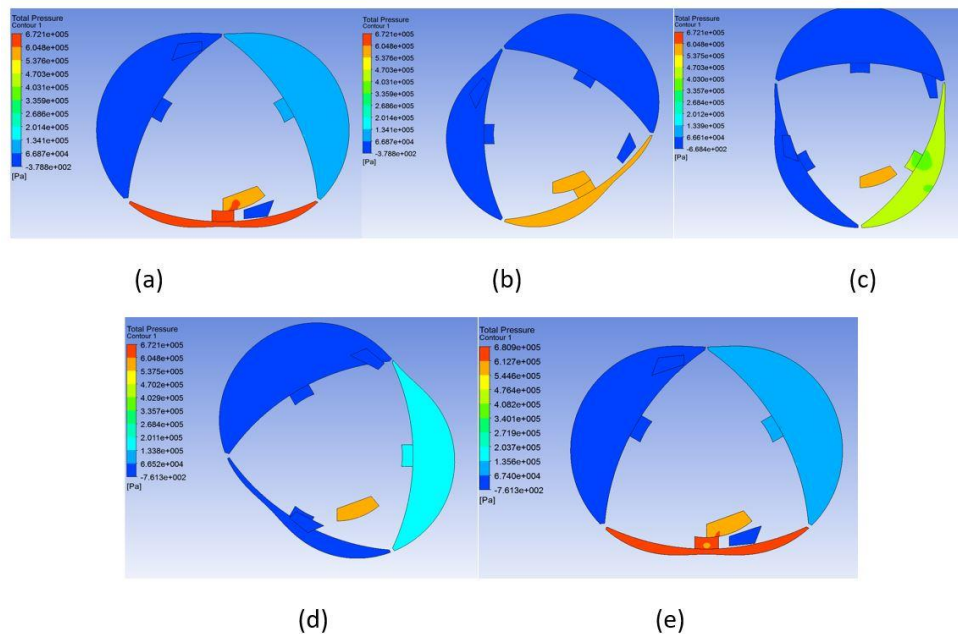 Total Pressure
Contour 1
6.721e+005
6.048e+005
5.376e+005
4.703e+005
4.031e+005
3.359e+005
2.686e+005
2.014e+005
1.341e+005
6.687e+004
-3.788e+002
[Pa]
(a)
Total Pressure
Contour 1
6.721e+005
6.048e+005
5.376e+005
4.703e+005
4.031e+005
3.359e+005
2.686e+005
2.014e+005
1.341e+005
6.687e+004
-3.788e+002
[Pa]
(b)
Total Pressure
Contour 1
6.721e+005
6.048e+005
5.375e+005
4.703e+005
4.030e+005
3.357e+005
2.684e+005
2.012e+005
1.339e+005
6.661e+004
-6.684e+002
[Pa]
(c)
Total Pressure
Contour 1
6.721e+005
6.048e+005
5.375e+005
4.702e+005
4.029e+005
3.357e+005
2.684e+005
2.011e+005
1.338e+005
6.652e+004
-7.613e+002
[Pa]
(d)
Total Pressure
Contour 1
6.809e+005
6.127e+005
5.446e+005
4.764e+005
4.082e+005
3.401e+005
2.719e+005
2.037e+005
1.356e+005
6.740e+004
-7.613e+002
[Pa]
(e)